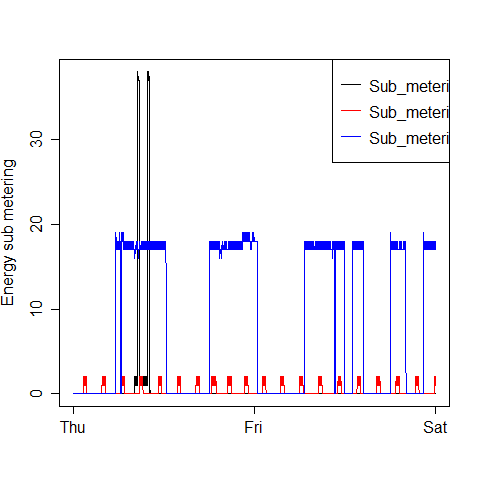 Sub_meteri
Sub_meteri
Sub_meteri
Energy sub metering
0
10
20
30
Thu
Fri
Sat